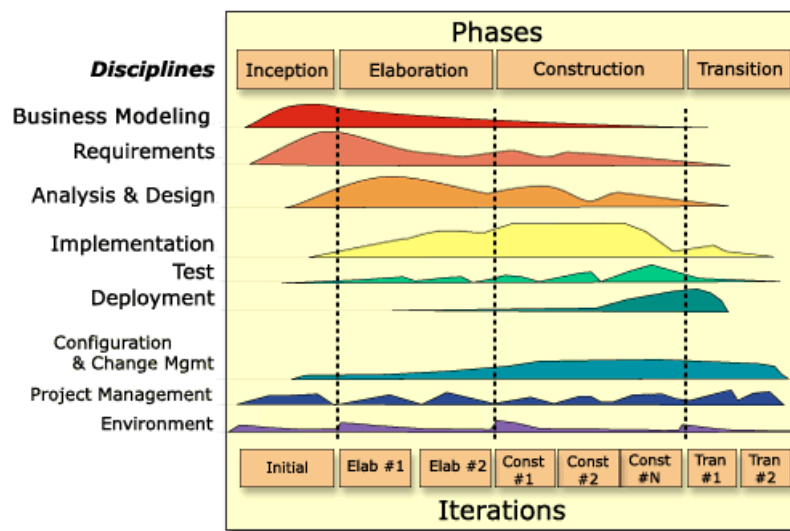 Phases
Disciplines
Inception
Elaboration
Construction
Transition
Business Modeling
Requirements
Analysis & Design
Implementation
Test
Deployment
Configuration
& Change Mgmt
Project Management
Environment
Initial
Elab #1
Elab #2
Const
#1
Const
#2
Const
#N
Tran
#1
Tran
#2
Iterations